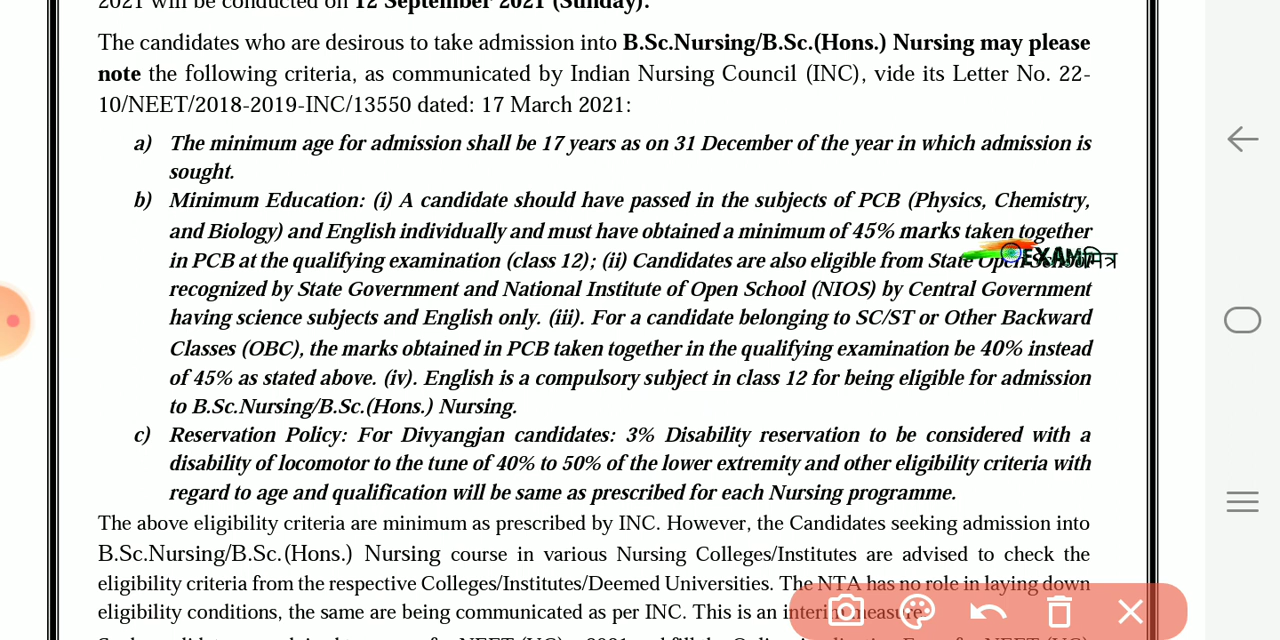 2021 will be conducted on 12 September 2021 (Sunday).
The candidates who are desirous to take admission into B.Sc.Nursing/B.Sc.(Hons.) Nursing may please
note the following criteria, as communicated by Indian Nursing Council (INC), vide its Letter No. 22-
10/NEET/2018-2019-INC/13550 dated: 17 March 2021:
a) The minimum age for admission shall be 17 years as on 31 December of the year in which admission is
sought.
b) Minimum Education: (i) A candidate should have passed in the subjects of PCB (Physics, Chemistry,
and Biology) and English individually and must have obtained a minimum of 45% marks taken together
in PCB at the qualifying examination (class 12); (ii) Candidates are also eligible from State Open School
EXAMमित्र
recognized by State Government and National Institute of Open School (NIOS) by Central Government
having science subjects and English only. (iii). For a candidate belonging to SC/ST or Other Backward
Classes (OBC), the marks obtained in PCB taken together in the qualifying examination be 40% instead
of 45% as stated above. (iv). English is a compulsory subject in class 12 for being eligible for admission
to B.Sc.Nursing/B.Sc.(Hons.) Nursing.
c) Reservation Policy: For Divyangjan candidates: 3% Disability reservation to be considered with a
disability of locomotor to the tune of 40% to 50% of the lower extremity and other eligibility criteria with
regard to age and qualification will be same as prescribed for each Nursing programme.
The above eligibility criteria are minimum as prescribed by INC. However, the Candidates seeking admission into
B.Sc.Nursing/B.Sc.(Hons.) Nursing course in various Nursing Colleges/Institutes are advised to check the
eligibility criteria from the respective Colleges/Institutes/Deemed Universities. The NTA has no role in laying down
eligibility conditions, the same are being communicated as per INC. This is an interim measure.